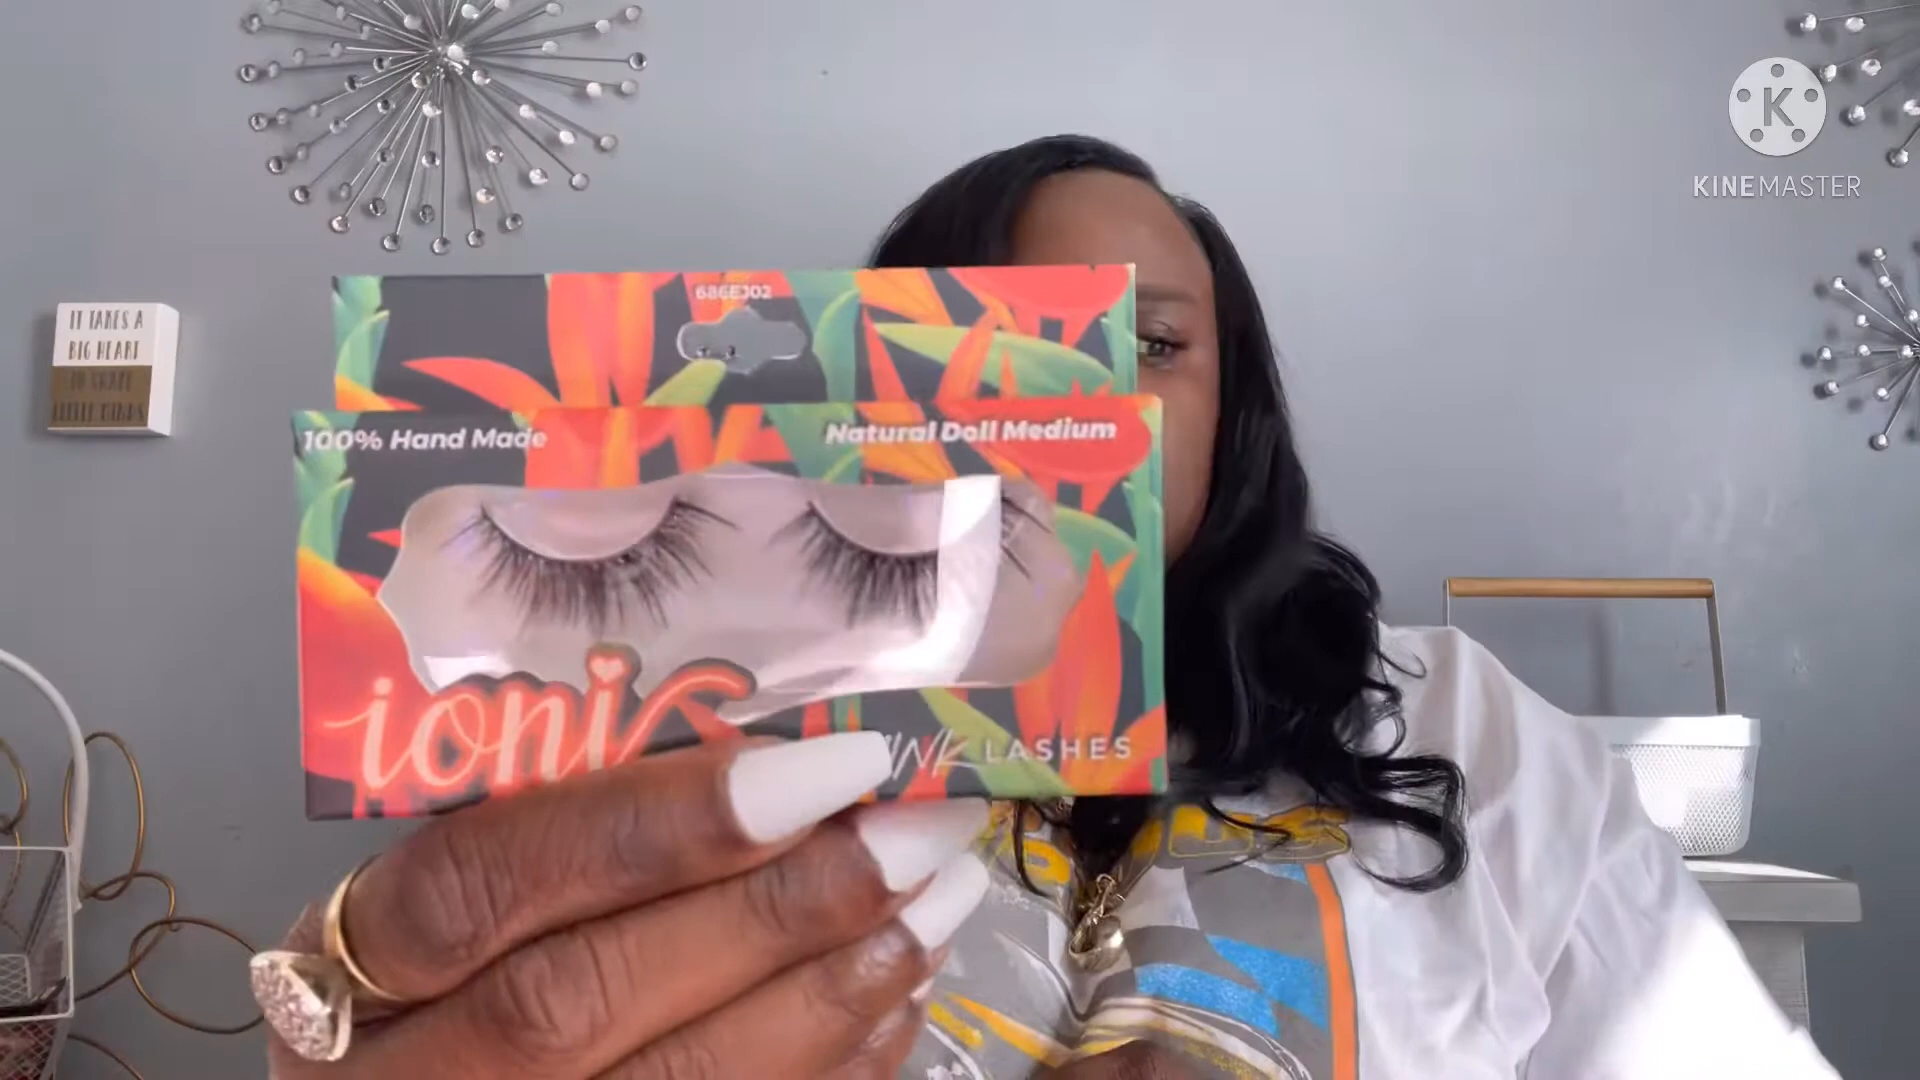 KINEMASTER
686EJ02
IT TAKES A
BIG HEART
100% Hand Made
Natural Doll Medium
ioni
LASHES